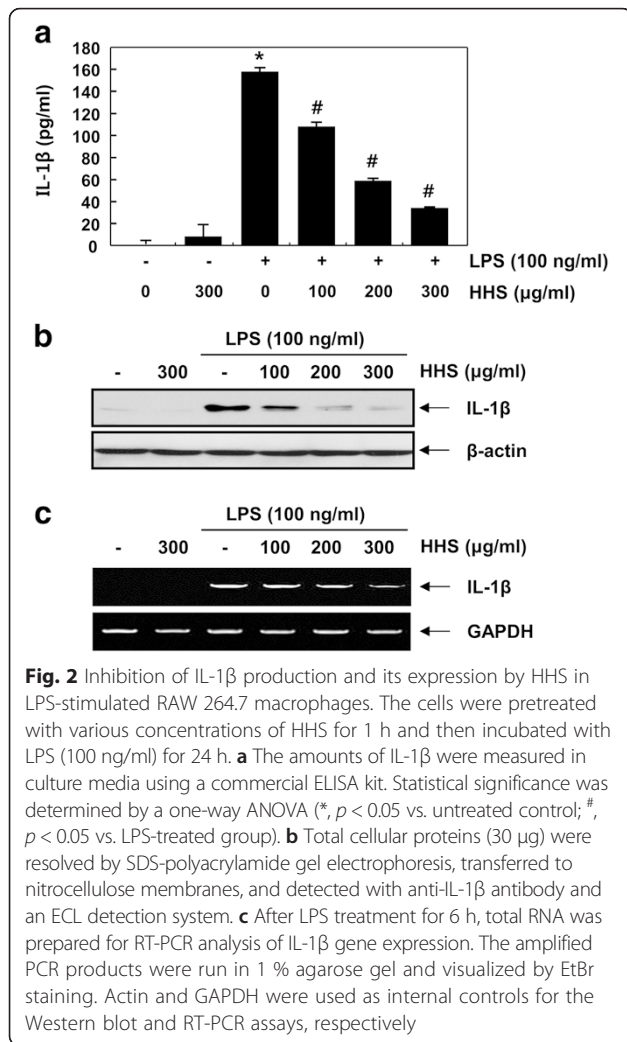 a
180
160
140
120
100
80
60
40
20
0
IL-1β (pg/ml)
* # # #
- - + + + + LPS (100 ng/ml)
0 300 0 100 200 300 HHS (µg/ml)
b
LPS (100 ng/ml)
- 300 - 100 200 300 HHS (µg/ml)
IL-1β
β-actin
c
LPS (100 ng/ml)
- 300 - 100 200 300 HHS (µg/ml)
IL-1β
GAPDH
Fig. 2 Inhibition of IL-1β production and its expression by HHS in
LPS-stimulated RAW 264.7 macrophages. The cells were pretreated
with various concentrations of HHS for 1 h and then incubated with
LPS (100 ng/ml) for 24 h. a The amounts of IL-1β were measured in
culture media using a commercial ELISA kit. Statistical significance was
determined by a one-way ANOVA (*, p < 0.05 vs. untreated control; #,
p < 0.05 vs. LPS-treated group). b Total cellular proteins (30 µg) were
resolved by SDS-polyacrylamide gel electrophoresis, transferred to
nitrocellulose membranes, and detected with anti-IL-1β antibody and
an ECL detection system. c After LPS treatment for 6 h, total RNA was
prepared for RT-PCR analysis of IL-1β gene expression. The amplified
PCR products were run in 1 % agarose gel and visualized by EtBr
staining. Actin and GAPDH were used as internal controls for the
Western blot and RT-PCR assays, respectively